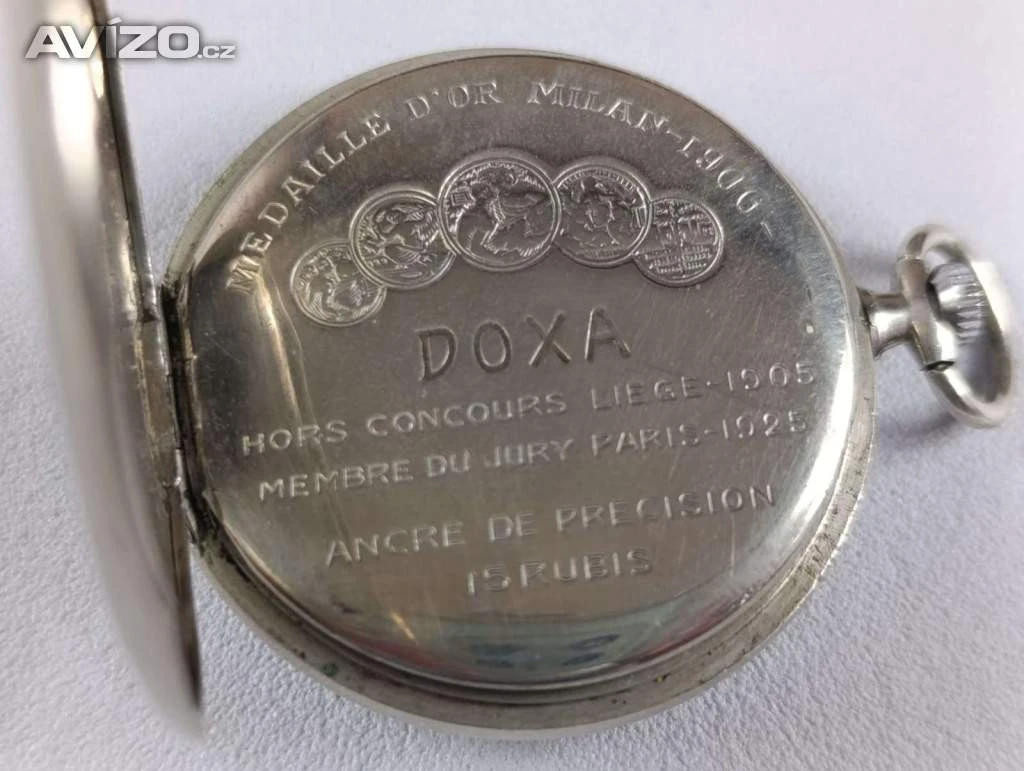 AVÍZO.cz
MEDAILLE D'OR MILAN-1906-
DOXA
HORS CONCOURS LIEGE-1905
MEMBRE DU JURY PARIS-1925
ANCRE DE PRECISION
15 RUBIS